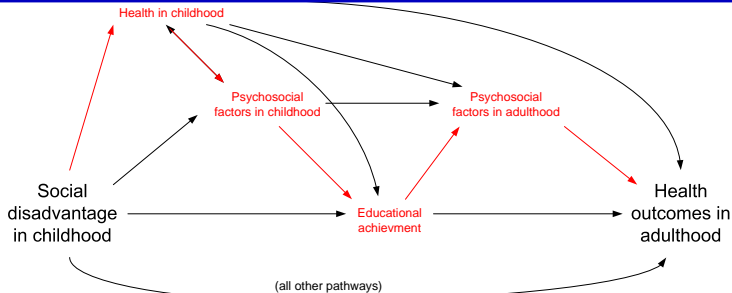 Health in childhood
Psychosocial
factors in childhood
Psychosocial
factors in adulthood
Social
disadvantage
in childhood
Educational
achievment
Health
outcomes in
adulthood
(all other pathways)